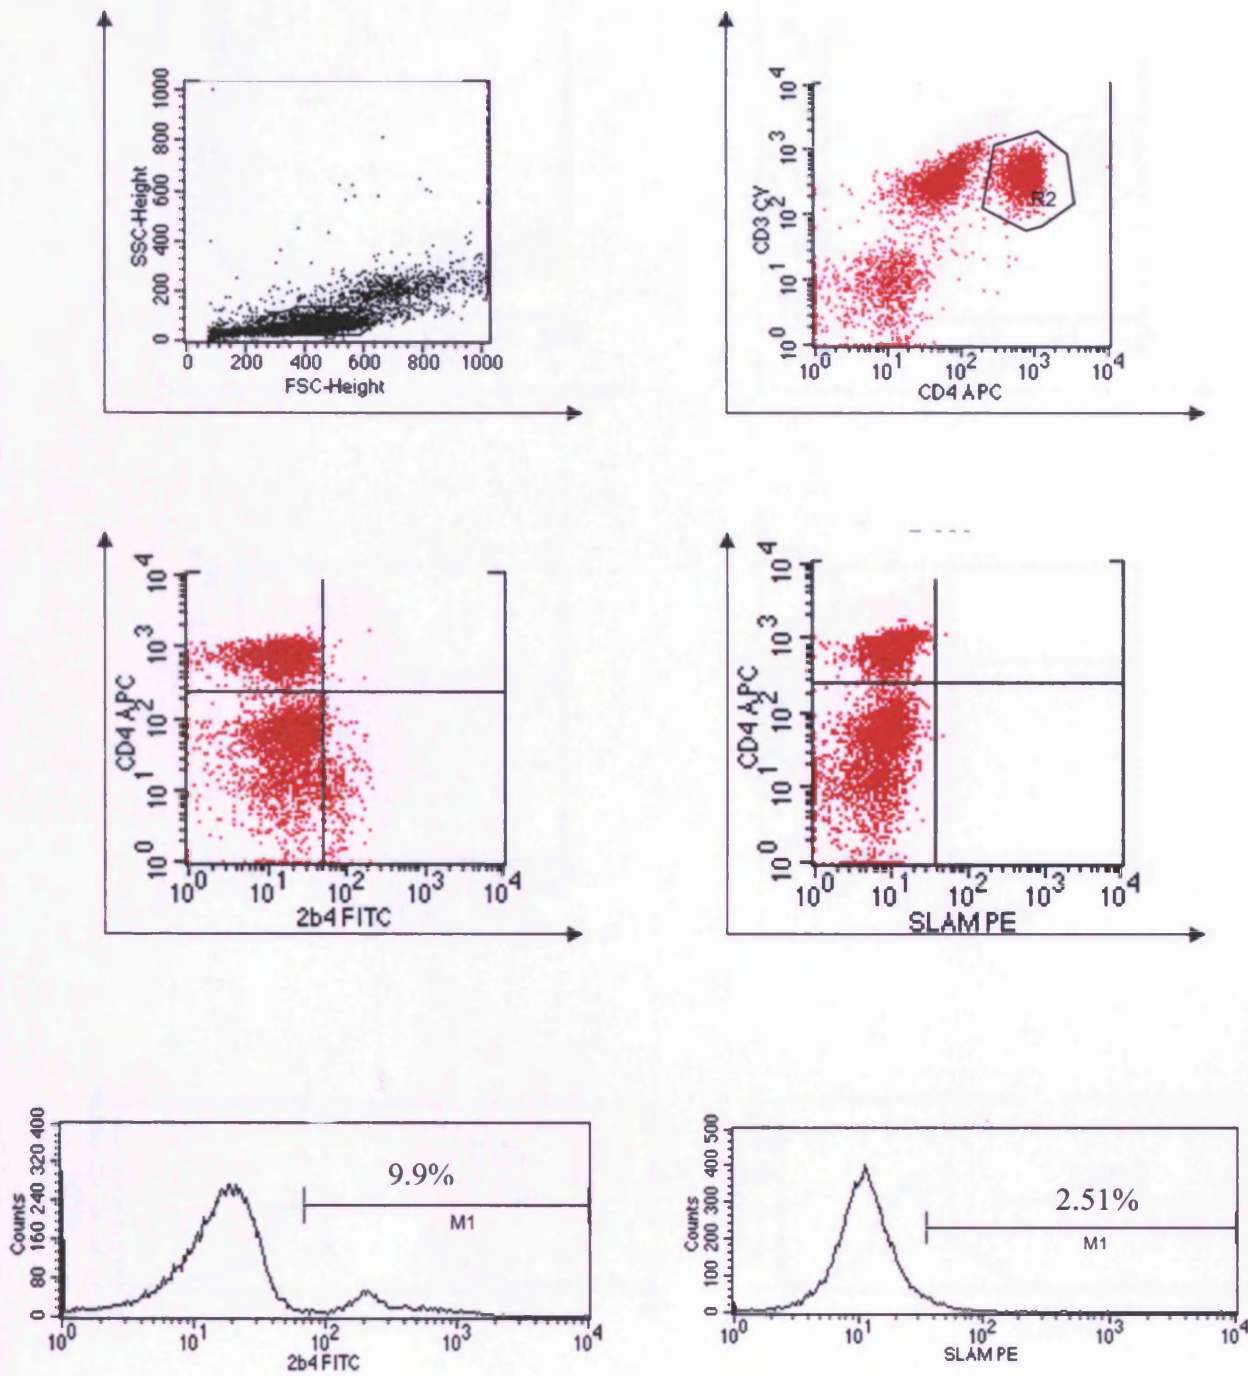 1000
800
600
400
200
0
SSC-Height
0 200 400 600 800 1000
FSC-Height
10^4
10^3
10^2
10^1
10^0
CD3 CY
R2
10^0 10^1 10^2 10^3 10^4
CD4 APC
10^4
10^3
10^2
10^1
10^0
CD4 APC
10^0 10^1 10^2 10^3 10^4
2b4 FITC
10^4
10^3
10^2
10^1
10^0
CD4 APC
10^0 10^1 10^2 10^3 10^4
SLAM PE
Counts
0 80 160 240 320 400
9.9%
M1
10^0 10^1 10^2 10^3 10^4
2b4 FITC
Counts
0 100 200 300 400 500
2.51%
M1
10^0 10^1 10^2 10^3 10^4
SLAM PE